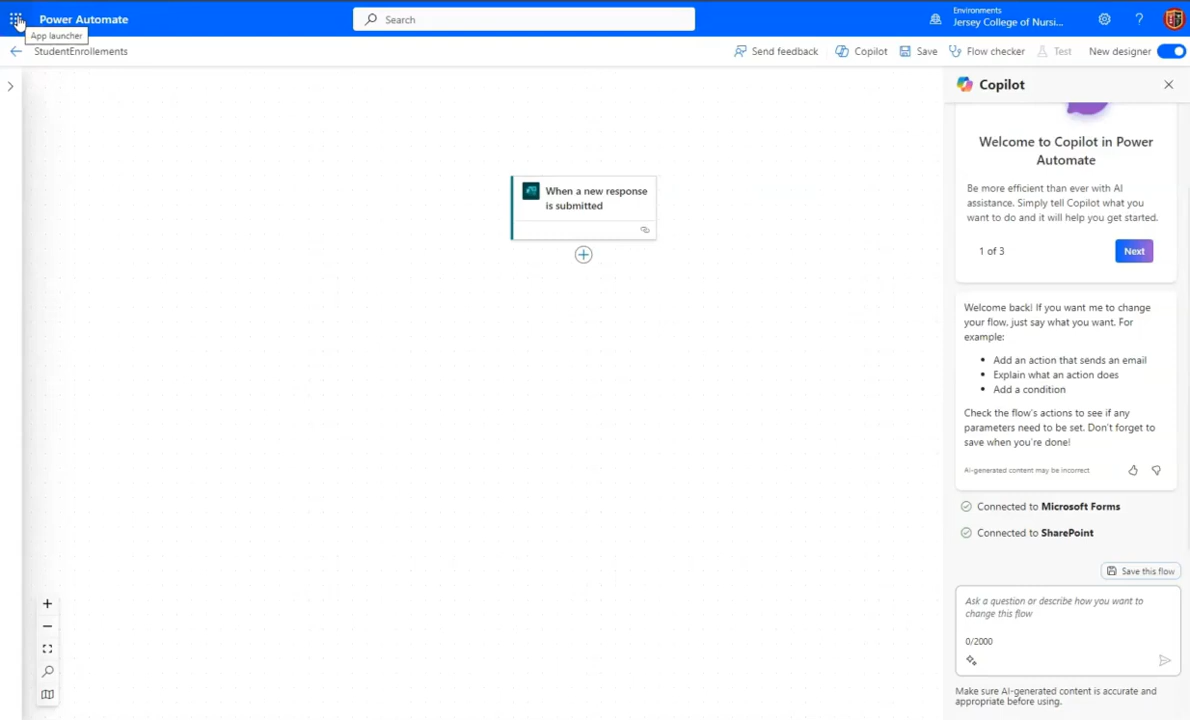 Power Automate
Search
Environments
Jersey College of Nursi...
?
App launcher
StudentEnrollements
Send feedback
Copilot
Save
Flow checker
Test
New designer
Copilot
When a new response
is submitted
Welcome to Copilot in Power
Automate
Be more efficient than ever with AI
assistance. Simply tell Copilot what you
want to do and it will help you get started.
1 of 3
Next
Welcome back! If you want me to change
your flow, just say what you want. For
example:
• Add an action that sends an email
• Explain what an action does
• Add a condition
Check the flow's actions to see if any
parameters need to be set. Don't forget to
save when you're done!
AI-generated content may be incorrect
Connected to Microsoft Forms
Connected to SharePoint
Save this flow
Ask a question or describe how you want to
change this flow
0/2000
Make sure AI-generated content is accurate and
appropriate before using.